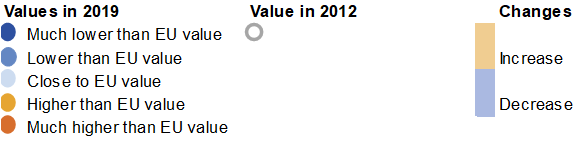 Values in 2019
Much lower than EU value
Lower than EU value
Close to EU value
Higher than EU value
Much higher than EU value
Value in 2012
Changes
Increase
Decrease